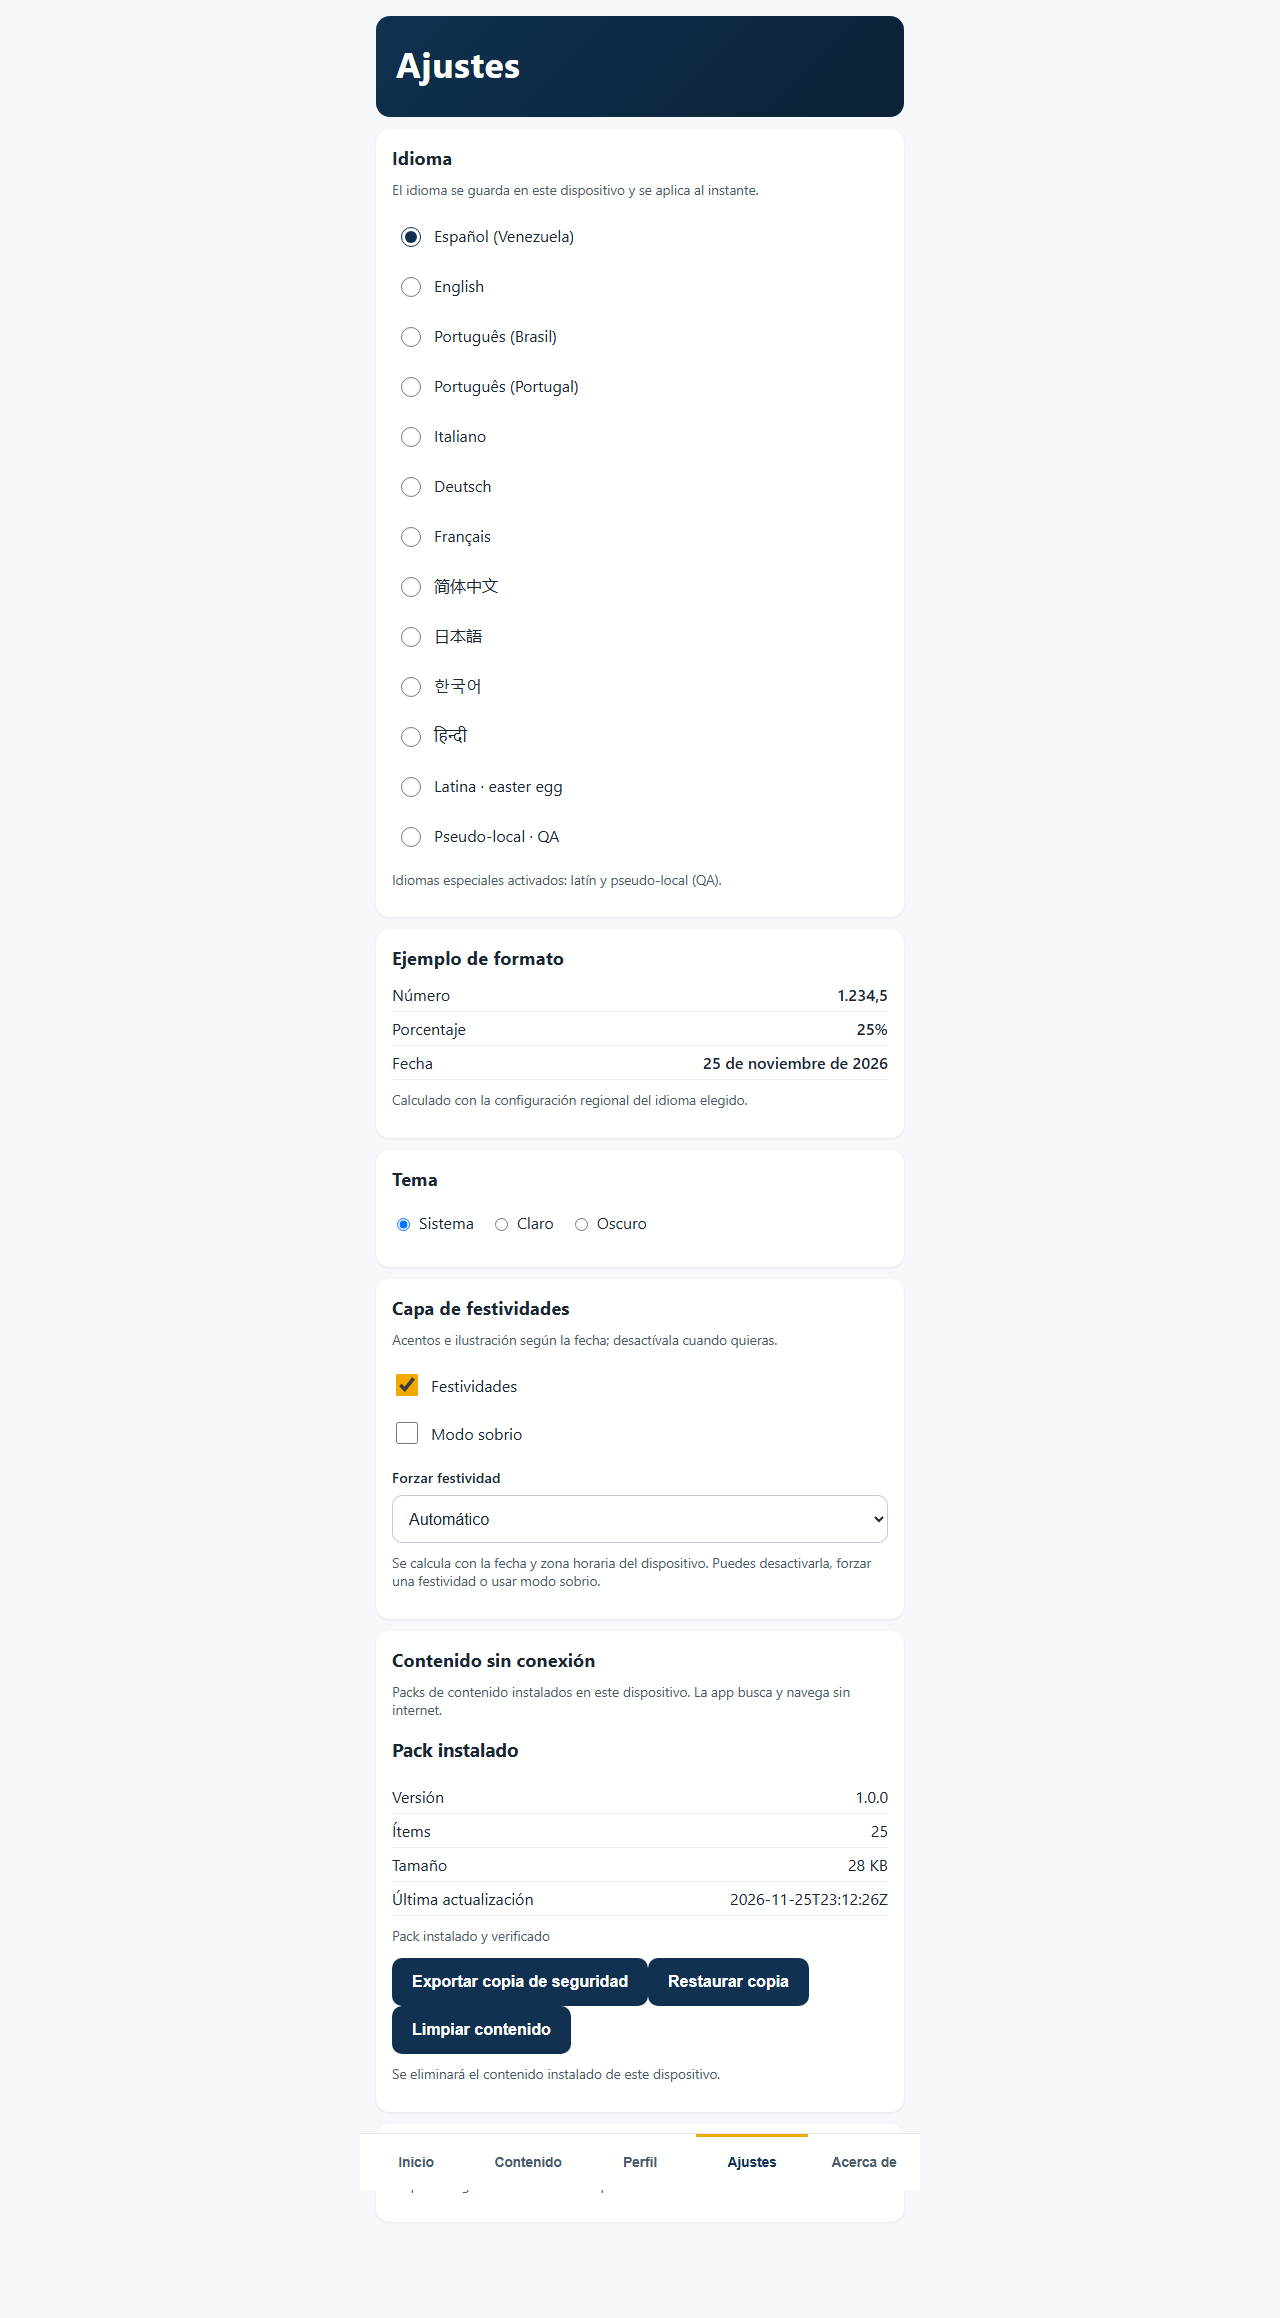 Ajustes
Idioma
El idioma se guarda en este dispositivo y se aplica al instante.
Español (Venezuela)
English
Português (Brasil)
Português (Portugal)
Italiano
Deutsch
Français
简体中文
日本語
한국어
हिन्दी
Latina · easter egg
Pseudo-local · QA
Idiomas especiales activados: latín y pseudo-local (QA).
Ejemplo de formato
Número 1.234,5
Porcentaje 25%
Fecha 25 de noviembre de 2026
Calculado con la configuración regional del idioma elegido.
Tema
Sistema Claro Oscuro
Capa de festividades
Acentos e ilustración según la fecha; desactívala cuando quieras.
Festividades
Modo sobrio
Forzar festividad
Automático
Se calcula con la fecha y zona horaria del dispositivo. Puedes desactivarla, forzar
una festividad o usar modo sobrio.
Contenido sin conexión
Packs de contenido instalados en este dispositivo. La app busca y navega sin
internet.
Pack instalado
Versión 1.0.0
Ítems 25
Tamaño 28 KB
Última actualización 2026-11-25T23:12:26Z
Pack instalado y verificado
Exportar copia de seguridad Restaurar copia
Limpiar contenido
Se eliminará el contenido instalado de este dispositivo.
Inicio Contenido Perfil Ajustes Acerca de